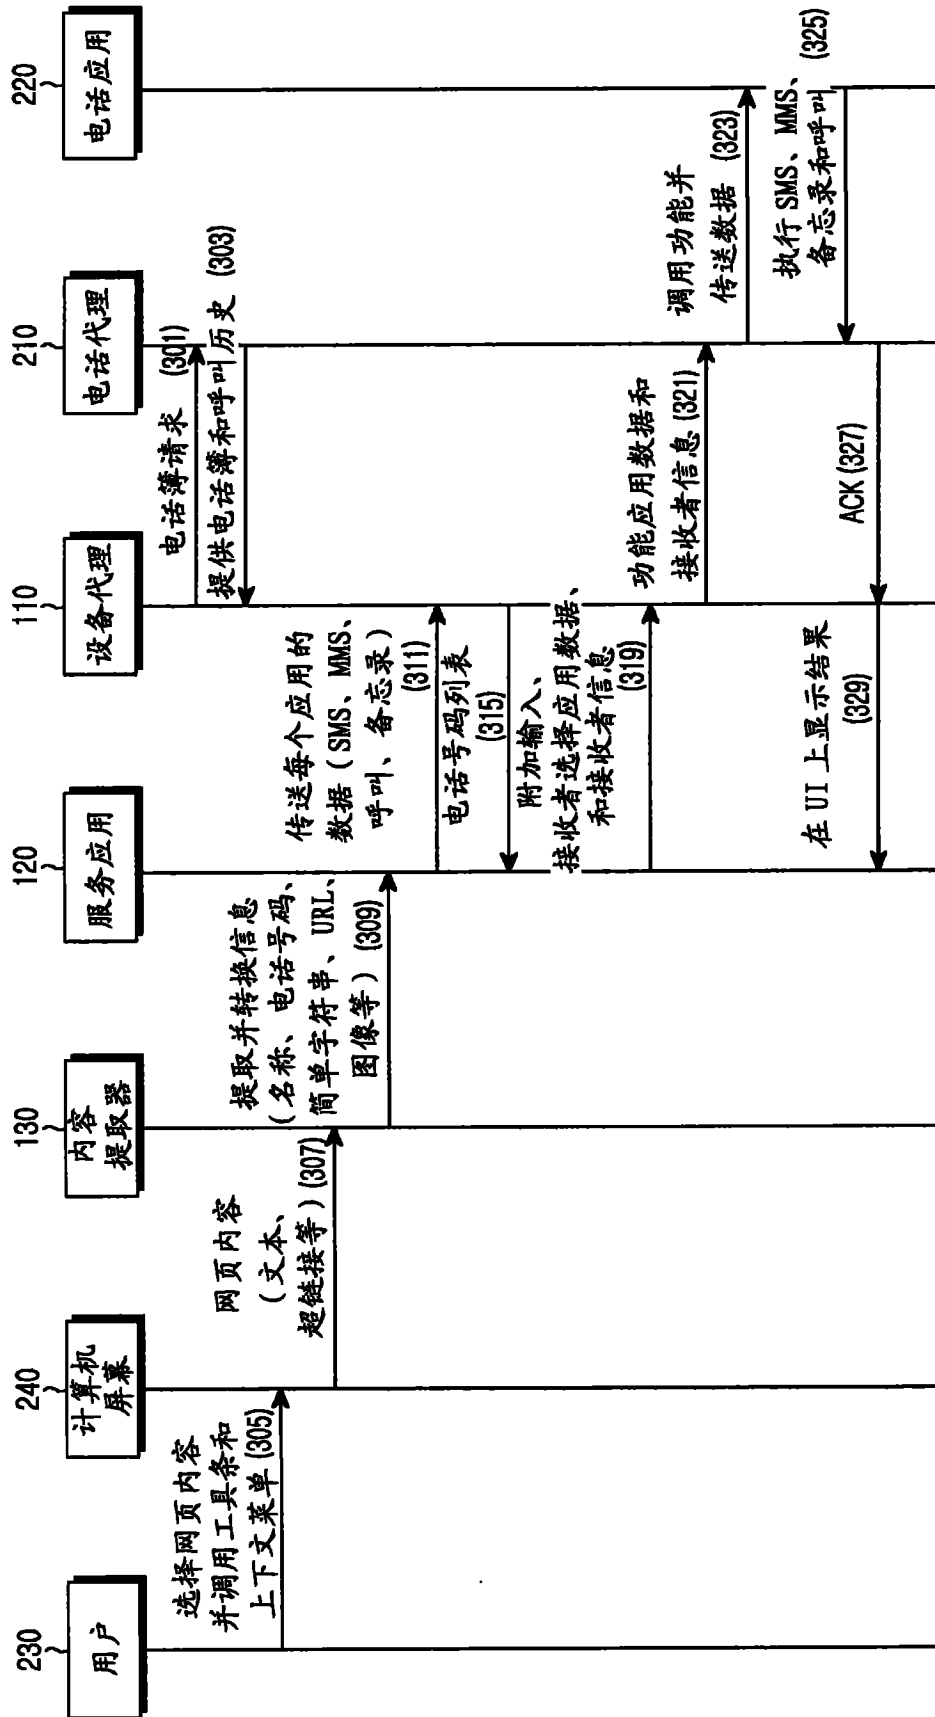 230
用户
240
计算机
屏幕
130
内容
提取器
120
服务应用
110
设备代理
210
电话代理
220
电话应用
电话簿请求
(301)
提供电话簿和呼叫历史 (303)
选择网页内容
并调用工具条和
上下文菜单 (305)
网页内容
(文本、
超链接等) (307)
提取并转换信息
(名称、电话号码、
简单字符串、URL、
图像等) (309)
传送每个应用的
数据 (SMS、MMS、
呼叫、备忘录)
(311)
电话号码列表
(315)
附加输入、
接收者选择应用数据、
和接收者信息
(319)
功能应用数据和
接收者信息 (321)
调用功能并
传送数据 (323)
执行 SMS、MMS、
备忘录和呼叫 (325)
ACK (327)
在 UI 上显示结果
(329)